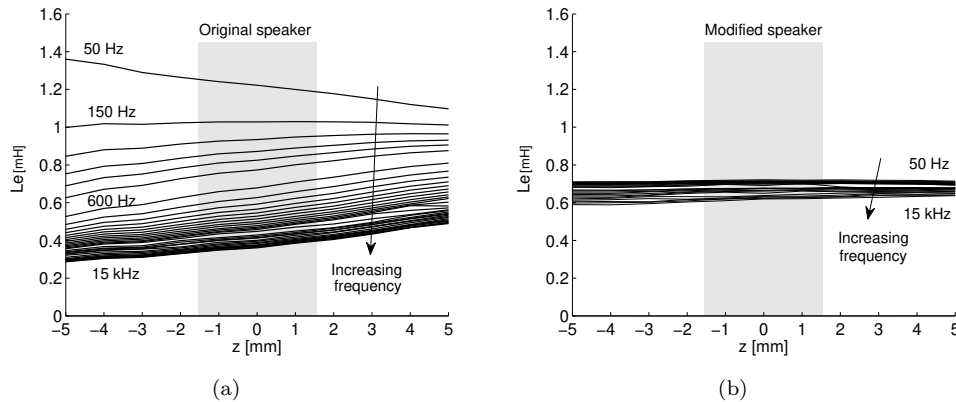 Original speaker
50 Hz
150 Hz
600 Hz
15 kHz
Increasing
frequency
Le [mH]
0
0.2
0.4
0.6
0.8
1
1.2
1.4
1.6
−5 −4 −3 −2 −1 0 1 2 3 4 5
z [mm]
(a)
Modified speaker
50 Hz
15 kHz
Increasing
frequency
Le [mH]
0
0.2
0.4
0.6
0.8
1
1.2
1.4
1.6
−5 −4 −3 −2 −1 0 1 2 3 4 5
z [mm]
(b)